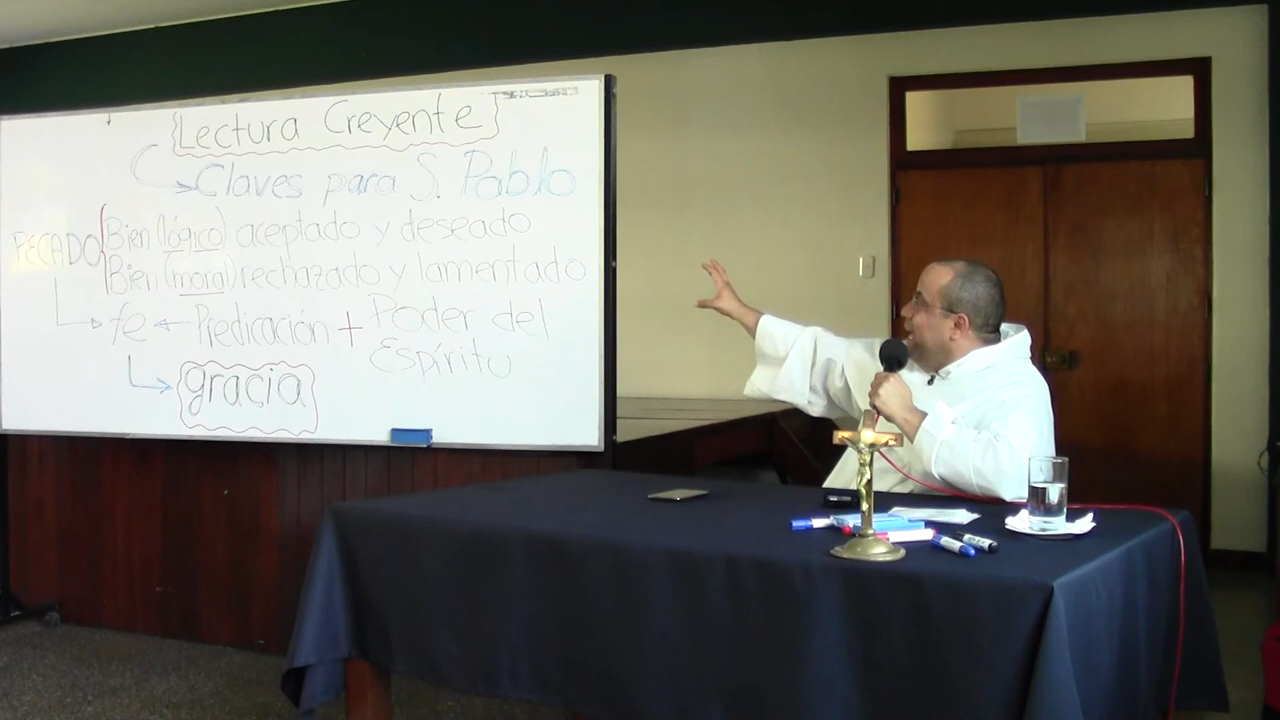 Lectura Creyente
Claves para S. Pablo
PECADO
Bien (lógico) aceptado y deseado
Bien (moral) rechazado y lamentado
fe Predicación + Poder del
Espíritu
gracia